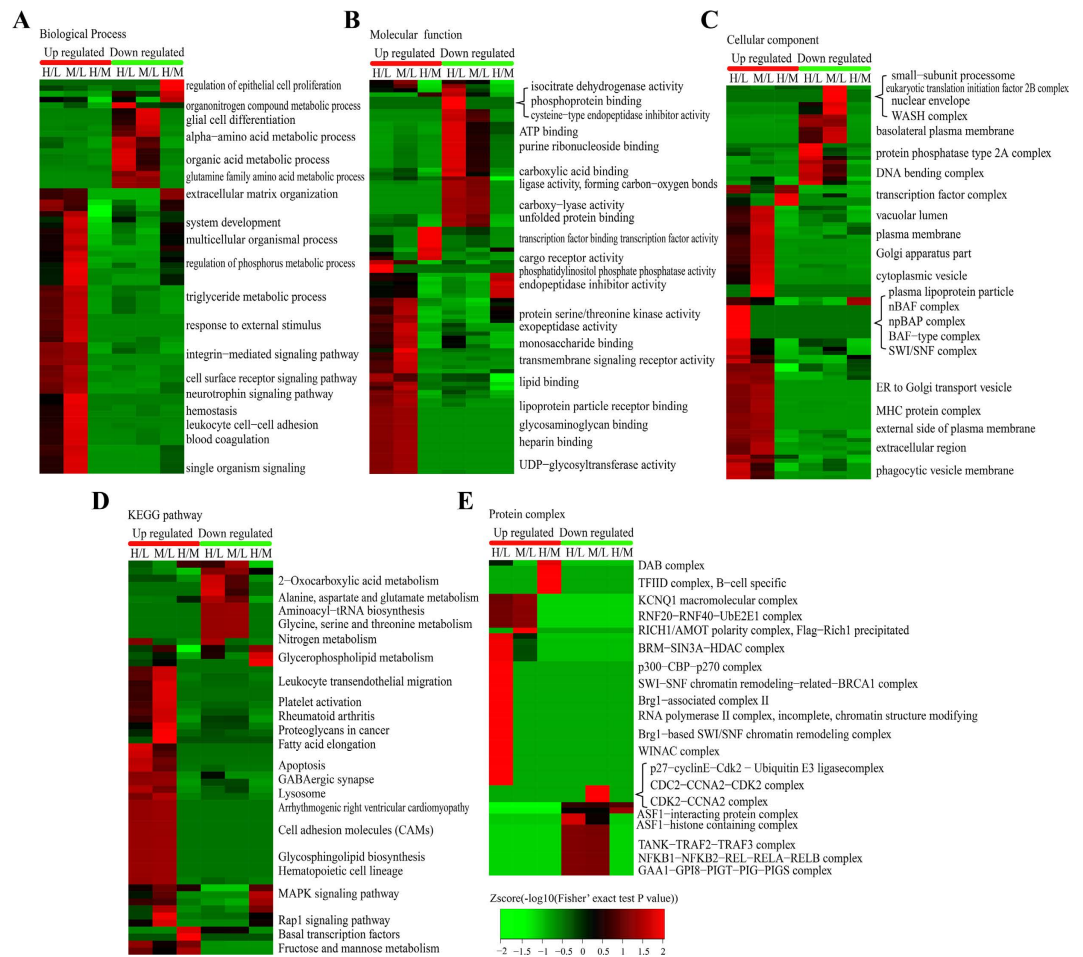 A
Biological Process
Up regulated Down regulated
H/L M/L H/M H/L M/L H/M
regulation of epithelial cell proliferation
organonitrogen compound metabolic process
glial cell differentiation
alpha−amino acid metabolic process
organic acid metabolic process
glutamine family amino acid metabolic process
extracellular matrix organization
system development
multicellular organismal process
regulation of phosphorus metabolic process
triglyceride metabolic process
response to external stimulus
integrin−mediated signaling pathway
cell surface receptor signaling pathway
neurotrophin signaling pathway
hemostasis
leukocyte cell−cell adhesion
blood coagulation
single organism signaling
B
Molecular function
Up regulated Down regulated
H/L M/L H/M H/L M/L H/M
isocitrate dehydrogenase activity
phosphoprotein binding
cysteine−type endopeptidase inhibitor activity
ATP binding
purine ribonucleoside binding
carboxylic acid binding
ligase activity, forming carbon−oxygen bonds
carboxy−lyase activity
unfolded protein binding
transcription factor binding transcription factor activity
cargo receptor activity
phosphatidylinositol phosphate phosphatase activity
endopeptidase inhibitor activity
protein serine/threonine kinase activity
exopeptidase activity
monosaccharide binding
transmembrane signaling receptor activity
lipid binding
lipoprotein particle receptor binding
glycosaminoglycan binding
heparin binding
UDP−glycosyltransferase activity
C
Cellular component
Up regulated Down regulated
H/L M/L H/M H/L M/L H/M
small−subunit processome
eukaryotic translation initiation factor 2B complex
nuclear envelope
WASH complex
basolateral plasma membrane
protein phosphatase type 2A complex
DNA bending complex
transcription factor complex
vacuolar lumen
plasma membrane
Golgi apparatus part
cytoplasmic vesicle
plasma lipoprotein particle
nBAF complex
npBAP complex
BAF−type complex
SWI/SNF complex
ER to Golgi transport vesicle
MHC protein complex
external side of plasma membrane
extracellular region
phagocytic vesicle membrane
D
KEGG pathway
Up regulated Down regulated
H/L M/L H/M H/L M/L H/M
2−Oxocarboxylic acid metabolism
Alanine, aspartate and glutamate metabolism
Aminoacyl−tRNA biosynthesis
Glycine, serine and threonine metabolism
Nitrogen metabolism
Glycerophospholipid metabolism
Leukocyte transendothelial migration
Platelet activation
Rheumatoid arthritis
Proteoglycans in cancer
Fatty acid elongation
Apoptosis
GABAergic synapse
Lysosome
Arrhythmogenic right ventricular cardiomyopathy
Cell adhesion molecules (CAMs)
Glycosphingolipid biosynthesis
Hematopoietic cell lineage
MAPK signaling pathway
Rap1 signaling pathway
Basal transcription factors
Fructose and mannose metabolism
E
Protein complex
Up regulated Down regulated
H/L M/L H/M H/L M/L H/M
DAB complex
TFIID complex, B−cell specific
KCNQ1 macromolecular complex
RNF20−RNF40−UbE2E1 complex
RICH1/AMOT polarity complex, Flag−Rich1 precipitated
BRM−SIN3A−HDAC complex
p300−CBP−p270 complex
SWI−SNF chromatin remodeling−related−BRCA1 complex
Brg1−associated complex II
RNA polymerase II complex, incomplete, chromatin structure modifying
Brg1−based SWI/SNF chromatin remodeling complex
WINAC complex
p27−cyclinE−Cdk2 − Ubiquitin E3 ligasecomplex
CDC2−CCNA2−CDK2 complex
CDK2−CCNA2 complex
ASF1−interacting protein complex
ASF1−histone containing complex
TANK−TRAF2−TRAF3 complex
NFKB1−NFKB2−REL−RELA−RELB complex
GAA1−GPI8−PIGT−PIG−PIGS complex
Zscore(-log10(Fisher' exact test P value))
−2 −1.5 −1 −0.5 0 0.5 1 1.5 2